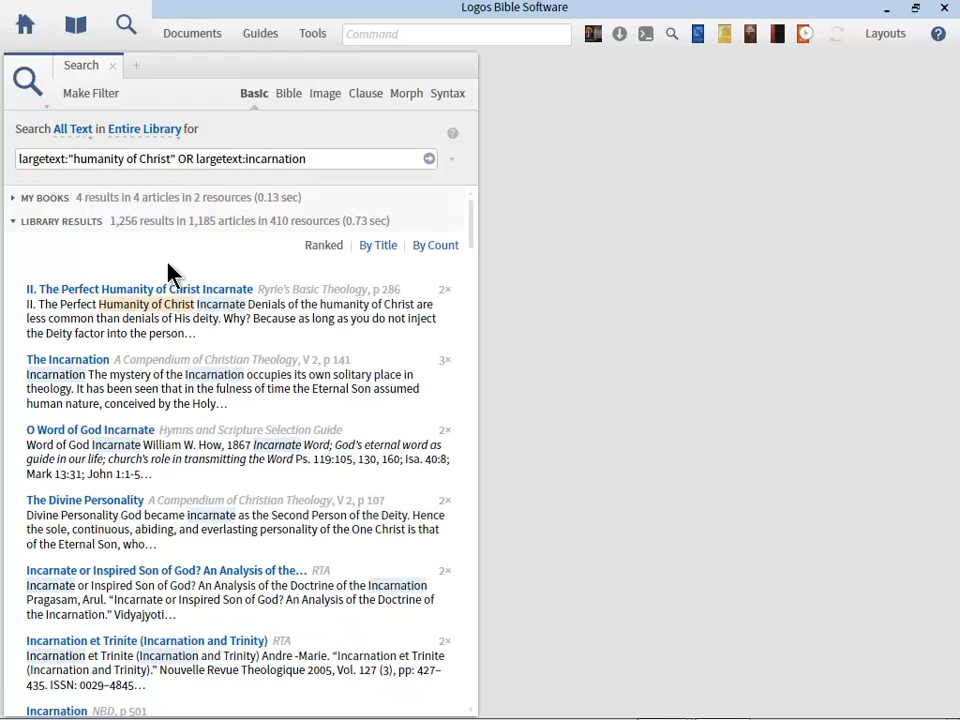 Logos Bible Software
Documents Guides Tools Command Layouts
Search
Make Filter Basic Bible Image Clause Morph Syntax
Search All Text in Entire Library for
largetext:"humanity of Christ" OR largetext:incarnation
MY BOOKS 4 results in 4 articles in 2 resources (0.13 sec)
LIBRARY RESULTS 1,256 results in 1,185 articles in 410 resources (0.73 sec)
Ranked | By Title | By Count
II. The Perfect Humanity of Christ Incarnate Ryrie's Basic Theology, p 286 2×
II. The Perfect Humanity of Christ Incarnate Denials of the humanity of Christ are
less common than denials of His deity. Why? Because as long as you do not inject
the Deity factor into the person…
The Incarnation A Compendium of Christian Theology, V 2, p 141 3×
Incarnation The mystery of the Incarnation occupies its own solitary place in
theology. It has been seen that in the fulness of time the Eternal Son assumed
human nature, conceived by the Holy…
O Word of God Incarnate Hymns and Scripture Selection Guide 2×
Word of God Incarnate William W. How, 1867 Incarnate Word; God's eternal word as
guide in our life; church's role in transmitting the Word Ps. 119:105, 130, 160; Isa. 40:8;
Mark 13:31; John 1:1-5…
The Divine Personality A Compendium of Christian Theology, V 2, p 107 2×
Divine Personality God became incarnate as the Second Person of the Deity. Hence
the sole, continuous, abiding, and everlasting personality of the One Christ is that
of the Eternal Son, who…
Incarnate or Inspired Son of God? An Analysis of the… RTA 2×
Incarnate or Inspired Son of God? An Analysis of the Doctrine of the Incarnation
Pragasam, Arul. "Incarnate or Inspired Son of God? An Analysis of the Doctrine of
the Incarnation." Vidyajyoti…
Incarnation et Trinite (Incarnation and Trinity) RTA 2×
Incarnation et Trinite (Incarnation and Trinity) Andre -Marie. "Incarnation et Trinite
(Incarnation and Trinity)." Nouvelle Revue Theologique 2005, Vol. 127 (3), pp: 427–
435. ISSN: 0029–4845…
Incarnation NBD, p 501